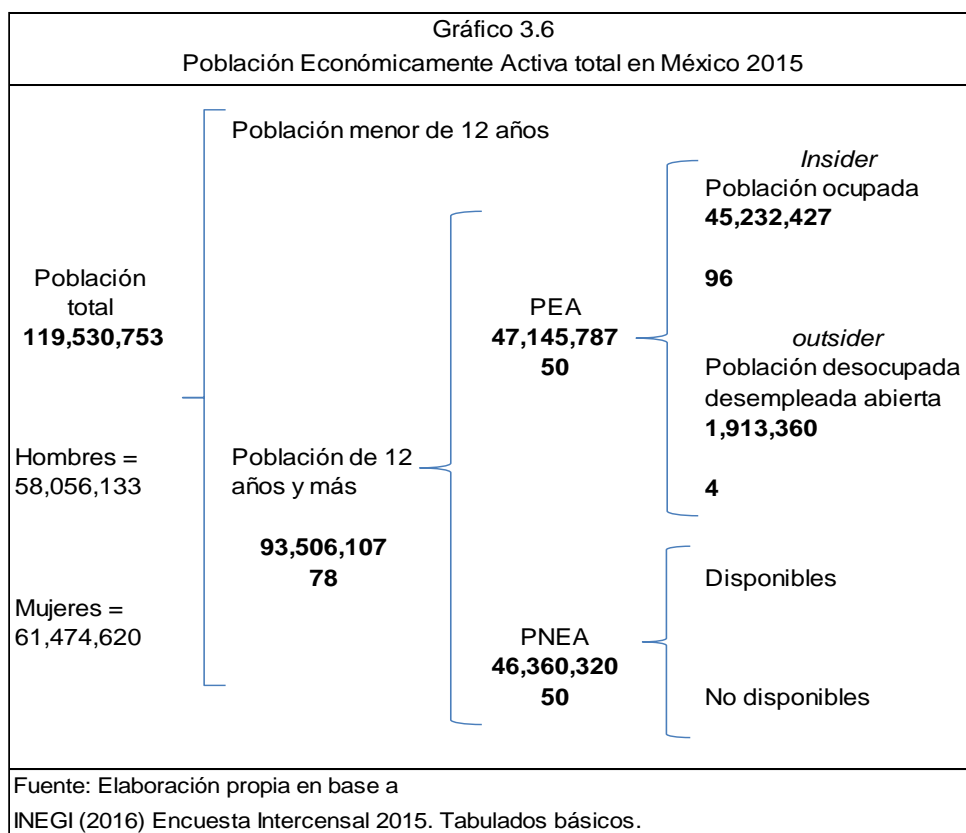 Gráfico 3.6
Población Económicamente Activa total en México 2015
Población total
119,530,753
Hombres =
58,056,133
Mujeres =
61,474,620
Población menor de 12 años
Población de 12
años y más
93,506,107
78
PEA
47,145,787
50
PNEA
46,360,320
50
Insider
Población ocupada
45,232,427
96
outsider
Población desocupada
desempleada abierta
1,913,360
4
Disponibles
No disponibles
Fuente: Elaboración propia en base a
INEGI (2016) Encuesta Intercensal 2015. Tabulados básicos.